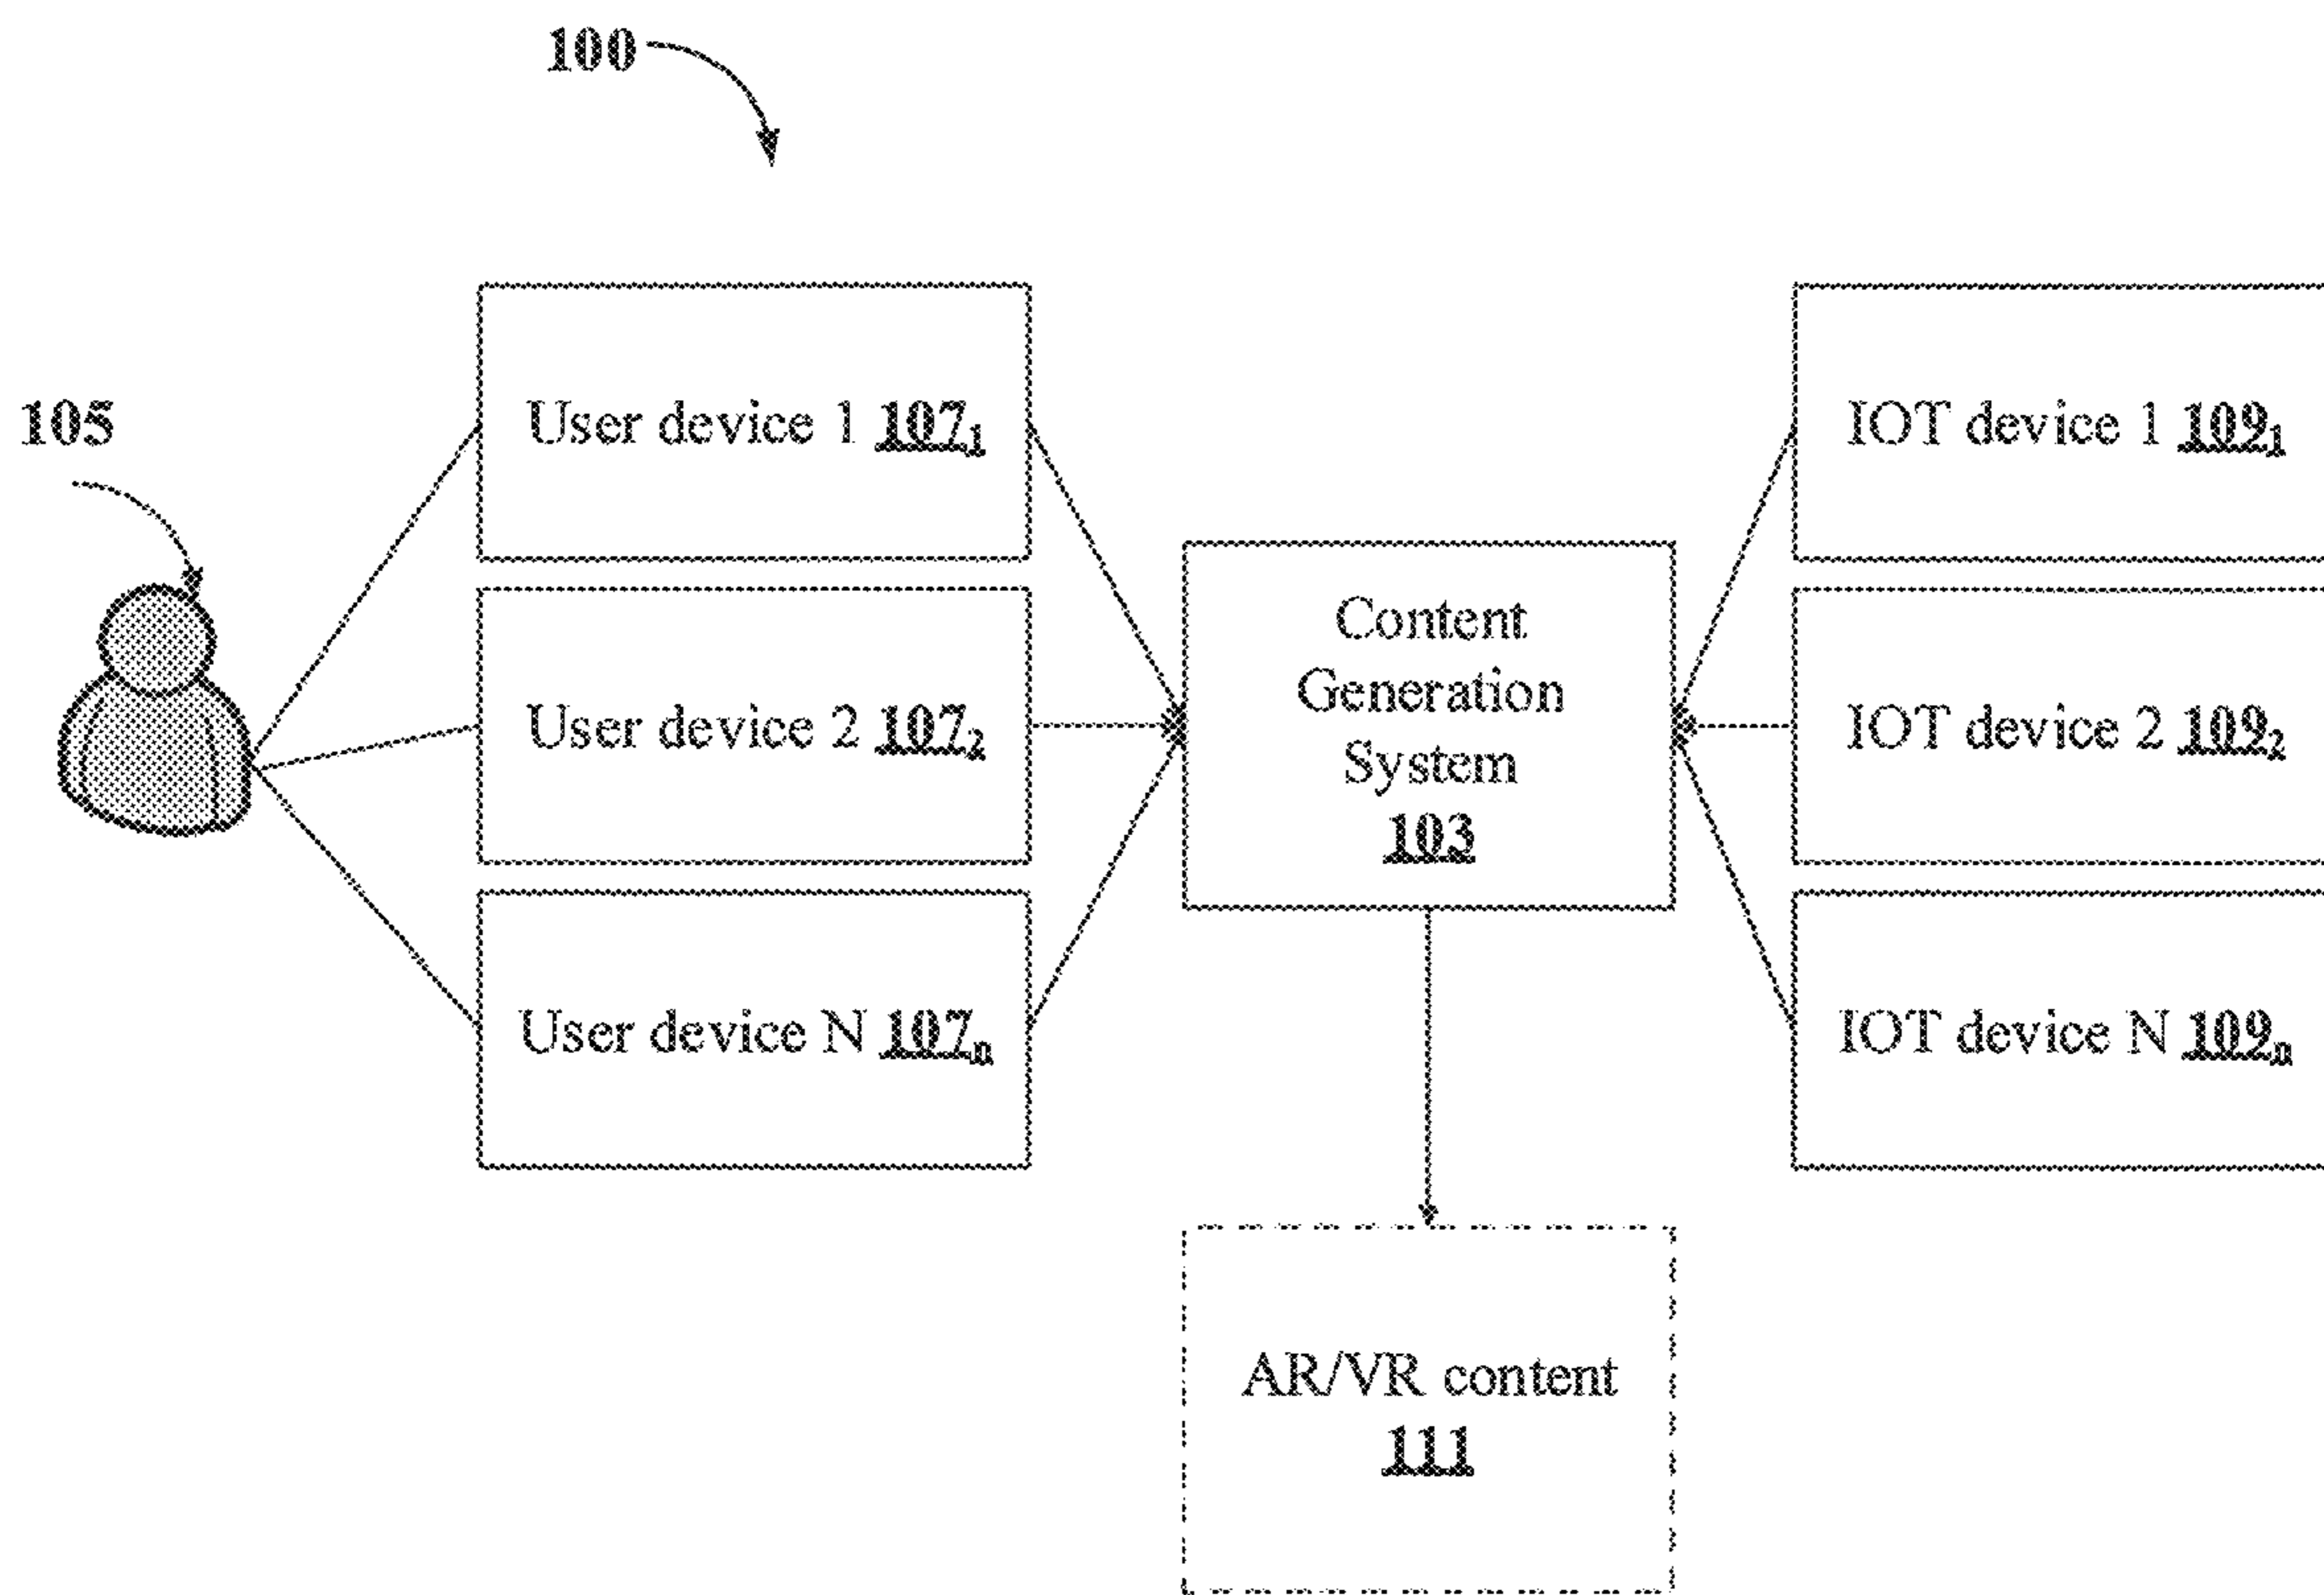 100
105
User device 1 107₁
User device 2 107₂
User device N 107ₙ
Content
Generation
System
103
IOT device 1 109₁
IOT device 2 109₂
IOT device N 109ₙ
AR/VR content
111